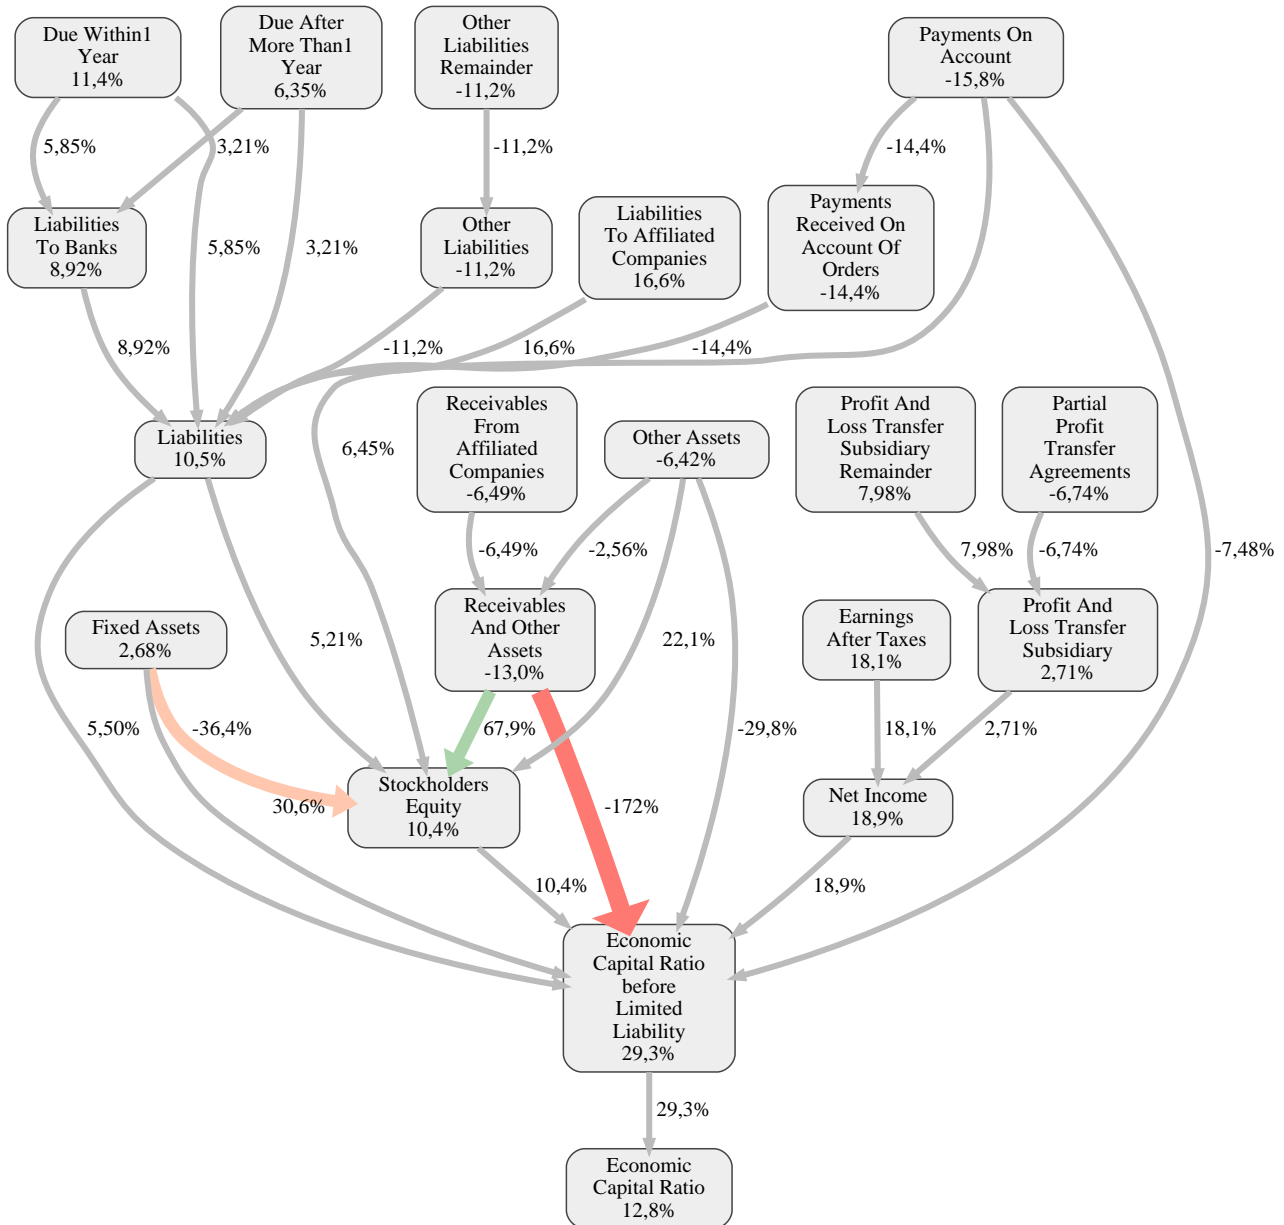 Due Within1
Year
11,4%
Due After
More Than1
Year
6,35%
Other
Liabilities
Remainder
-11,2%
Payments On
Account
-15,8%
5,85%
3,21%
-11,2%
-14,4%
Liabilities
To Banks
8,92%
5,85%
3,21%
Other
Liabilities
-11,2%
Liabilities
To Affiliated
Companies
16,6%
Payments
Received On
Account Of
Orders
-14,4%
8,92%
-11,2%
16,6%
-14,4%
Liabilities
10,5%
6,45%
Receivables
From
Affiliated
Companies
-6,49%
Other Assets
-6,42%
Profit And
Loss Transfer
Subsidiary
Remainder
7,98%
Partial
Profit
Transfer
Agreements
-6,74%
-6,49%
-2,56%
7,98%
-6,74%
-7,48%
Fixed Assets
2,68%
5,21%
Receivables
And Other
Assets
-13,0%
22,1%
Earnings
After Taxes
18,1%
Profit And
Loss Transfer
Subsidiary
2,71%
5,50%
-36,4%
67,9%
-29,8%
18,1%
2,71%
30,6%
Stockholders
Equity
10,4%
-172%
Net Income
18,9%
10,4%
18,9%
Economic
Capital Ratio
before
Limited
Liability
29,3%
29,3%
Economic
Capital Ratio
12,8%